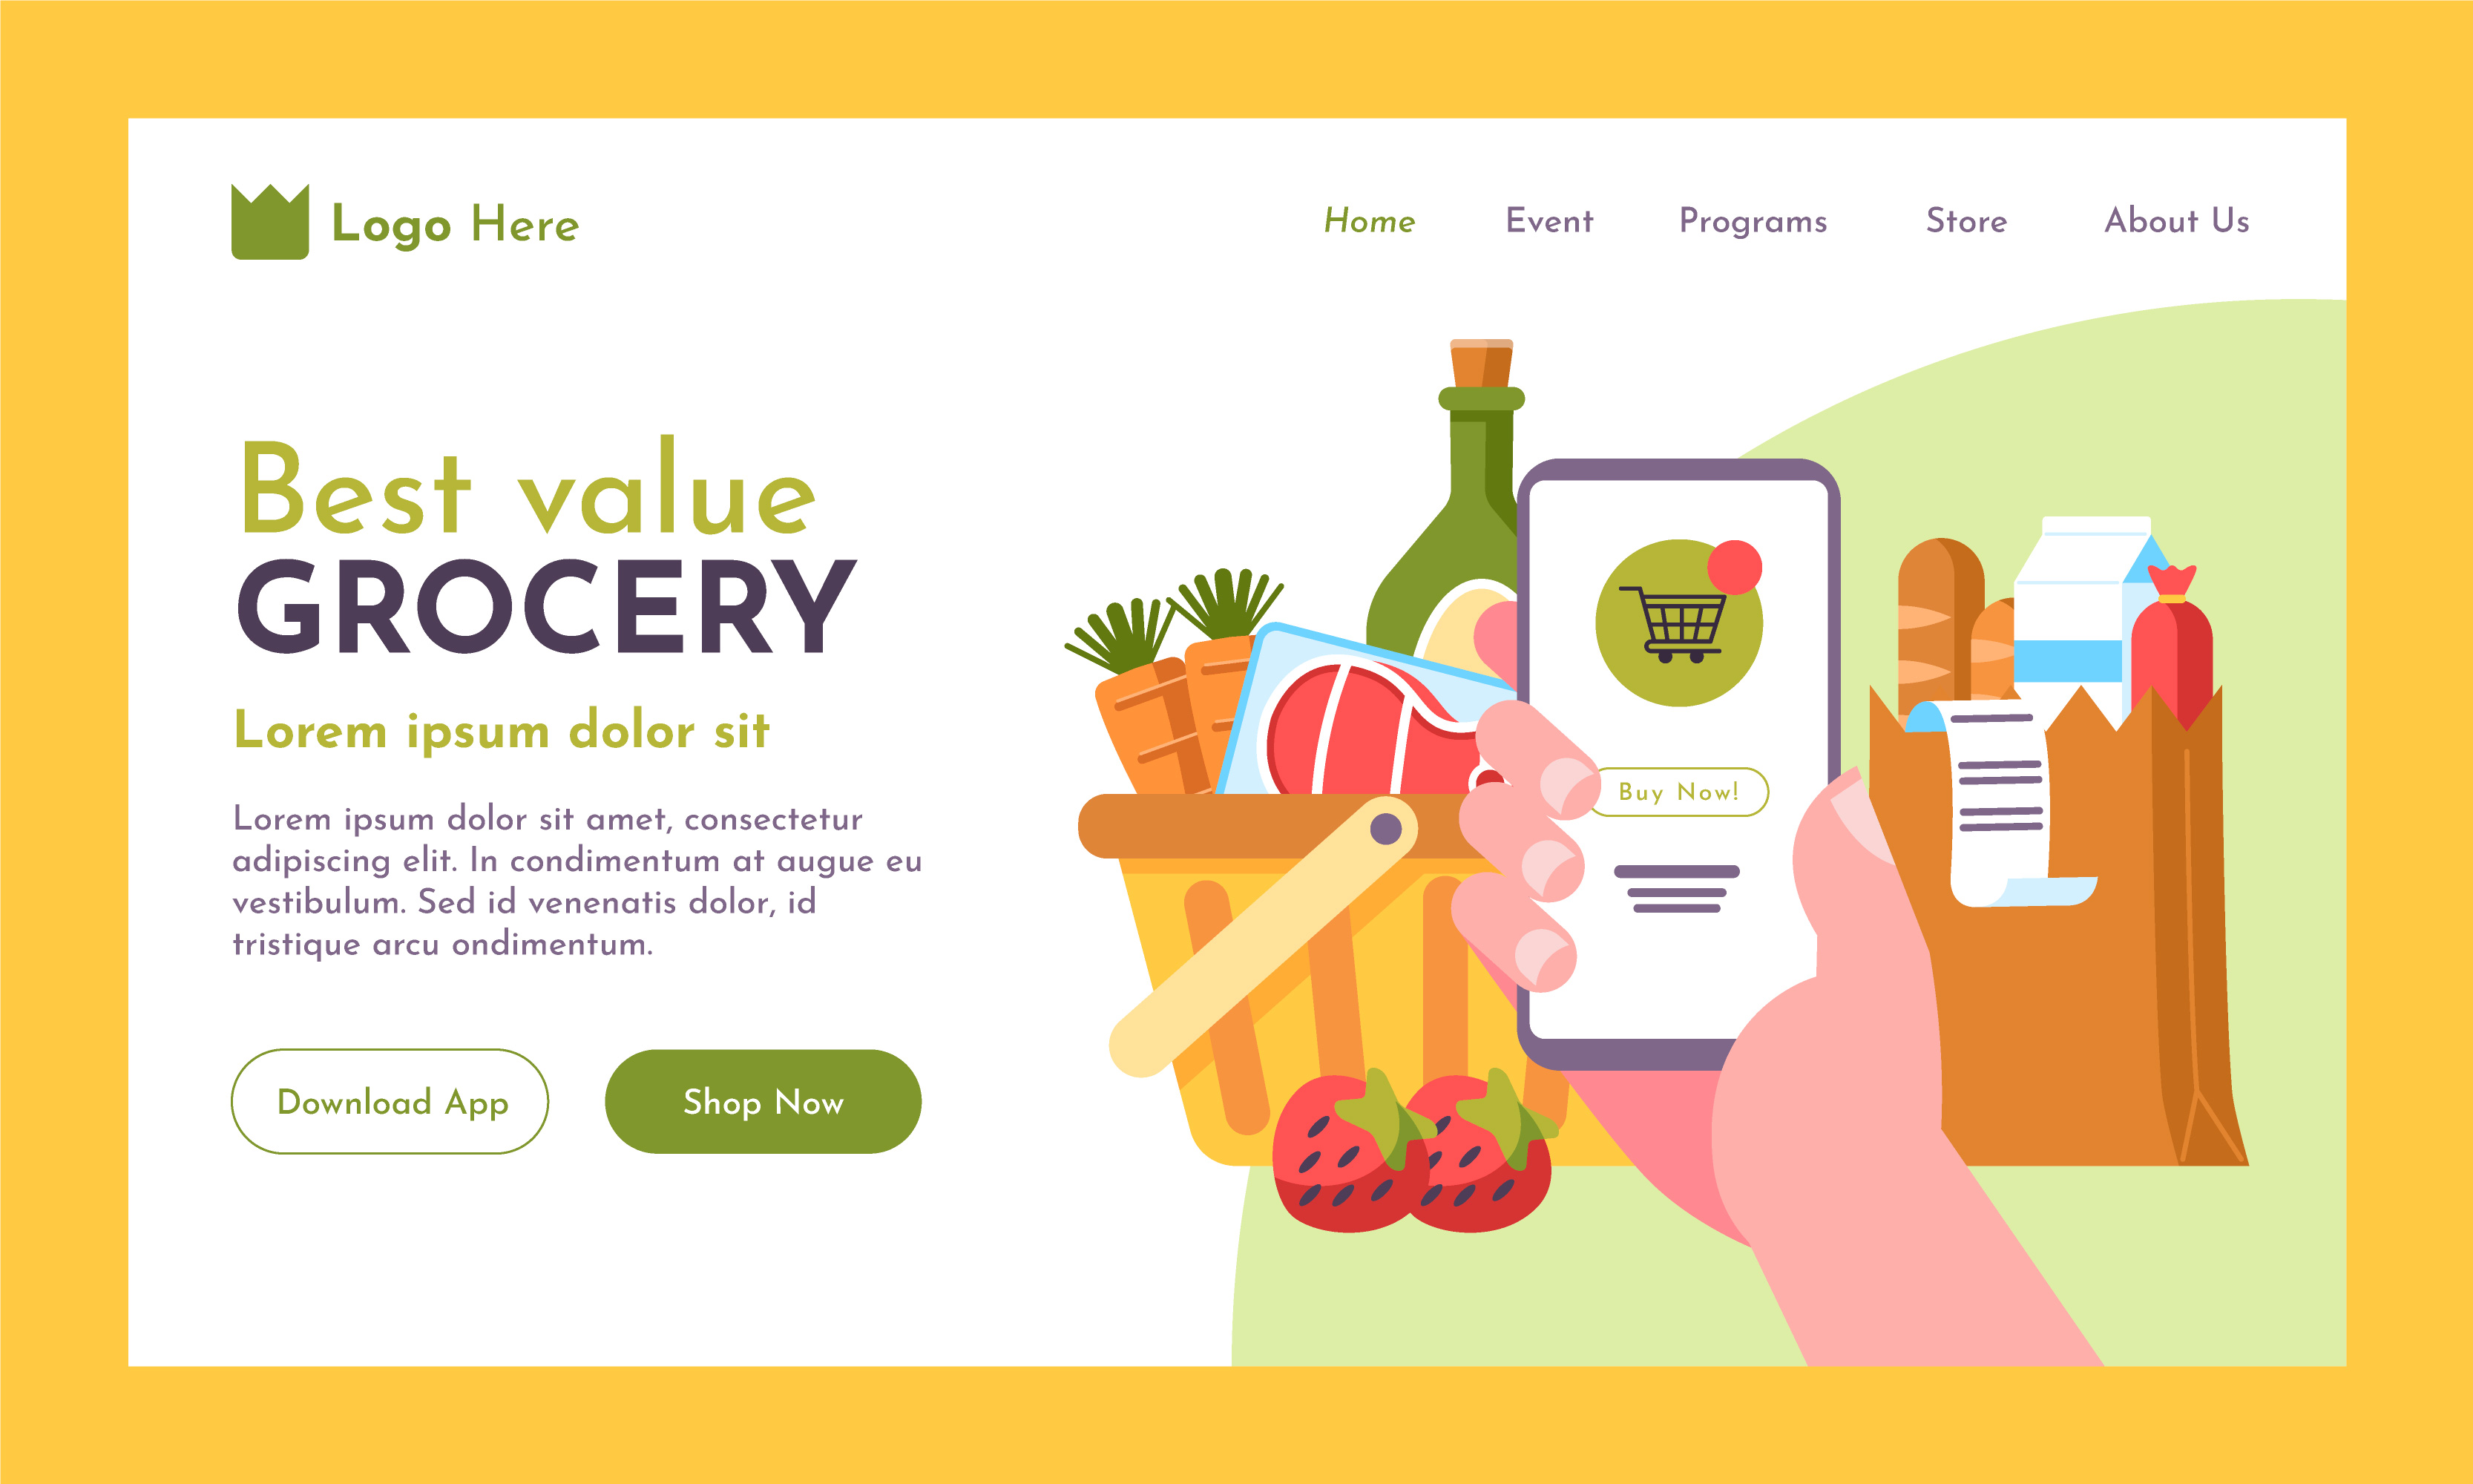 Logo Here
Home Event Programs Store About Us
Best value
GROCERY
Lorem ipsum dolor sit
Lorem ipsum dolor sit amet, consectetur
adipiscing elit. In condimentum at augue eu
vestibulum. Sed id venenatis dolor, id
tristique arcu ondimentum.
Download App
Shop Now
Buy Now!